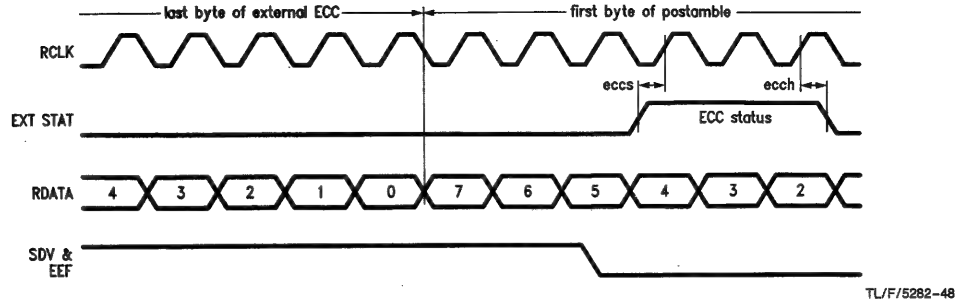 last byte of external ECC first byte of postamble
RCLK
eccs ecch
EXT STAT ECC status
RDATA 4 3 2 1 0 7 6 5 4 3 2
SDV &
EEF
TL/F/5282-48